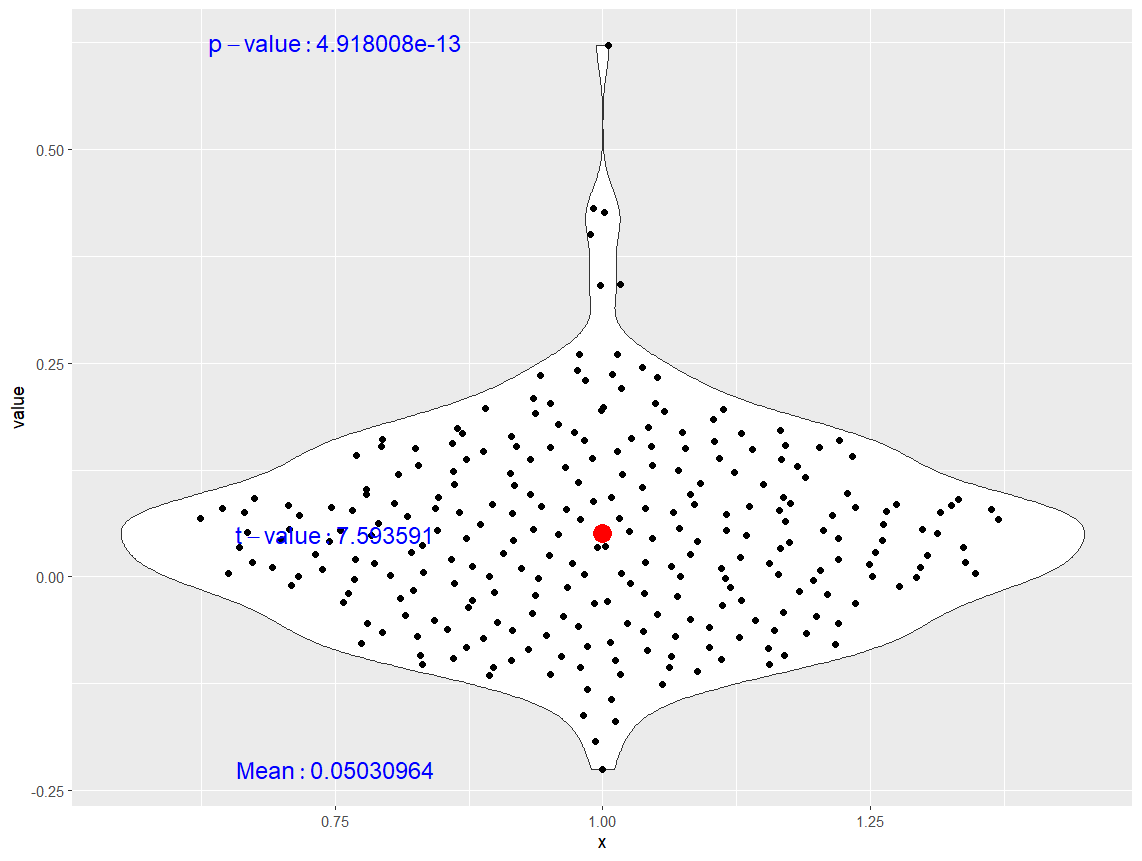 p − value : 4.918008e-13
0.50
0.25
value
t − value : 7.593591
0.00
Mean : 0.05030964
-0.25
0.75 1.00 1.25
x